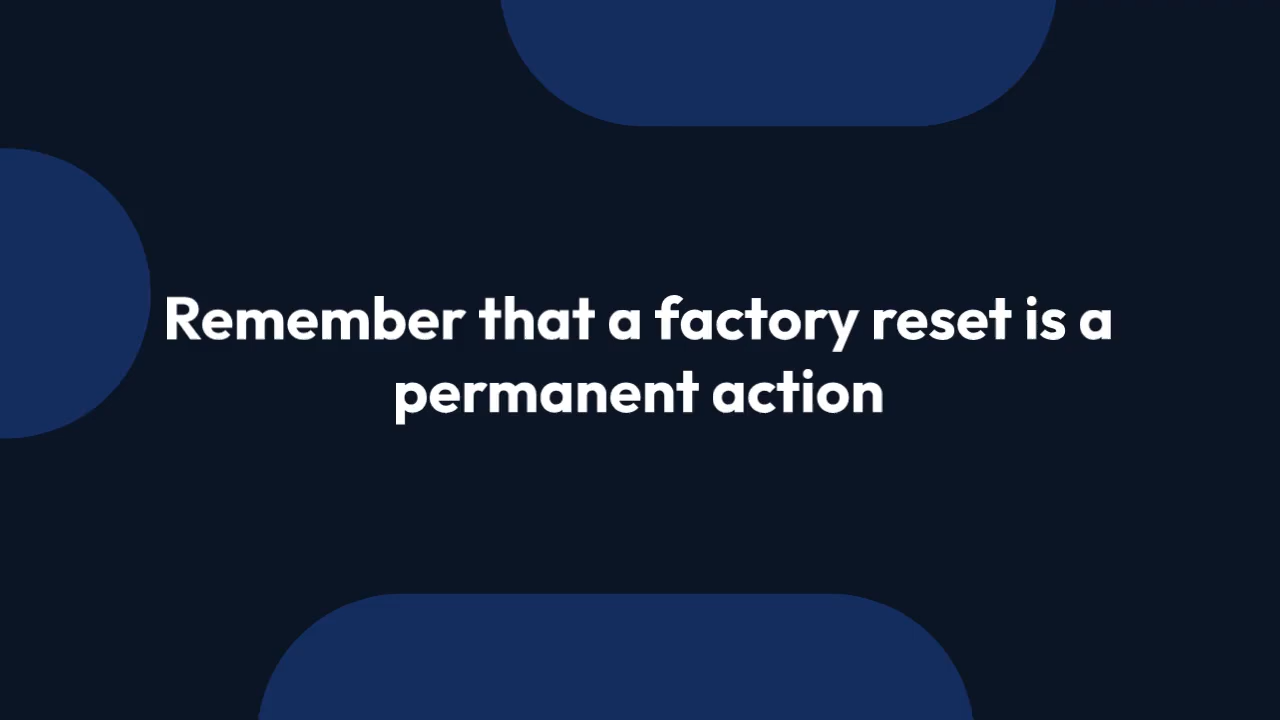 Remember that a factory reset is a
permanent action